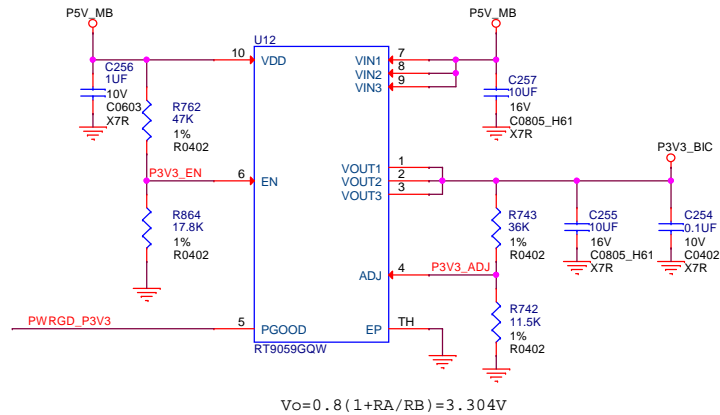 P5V_MB
P5V_MB
U12
C256
1UF
10V
C0603
X7R
10
VDD
VIN1
7
VIN2
8
VIN3
9
C257
10UF
16V
C0805_H61
X7R
R762
47K
1%
R0402
P3V3_BIC
P3V3_EN
6
EN
VOUT1
1
VOUT2
2
VOUT3
3
R864
17.8K
1%
R0402
R743
36K
1%
R0402
C255
10UF
16V
C0805_H61
X7R
C254
0.1UF
10V
C0402
X7R
ADJ
4
P3V3_ADJ
R742
11.5K
1%
R0402
PWRGD_P3V3
5
PGOOD
EP
TH
RT9059GQW
Vo=0.8(1+RA/RB)=3.304V